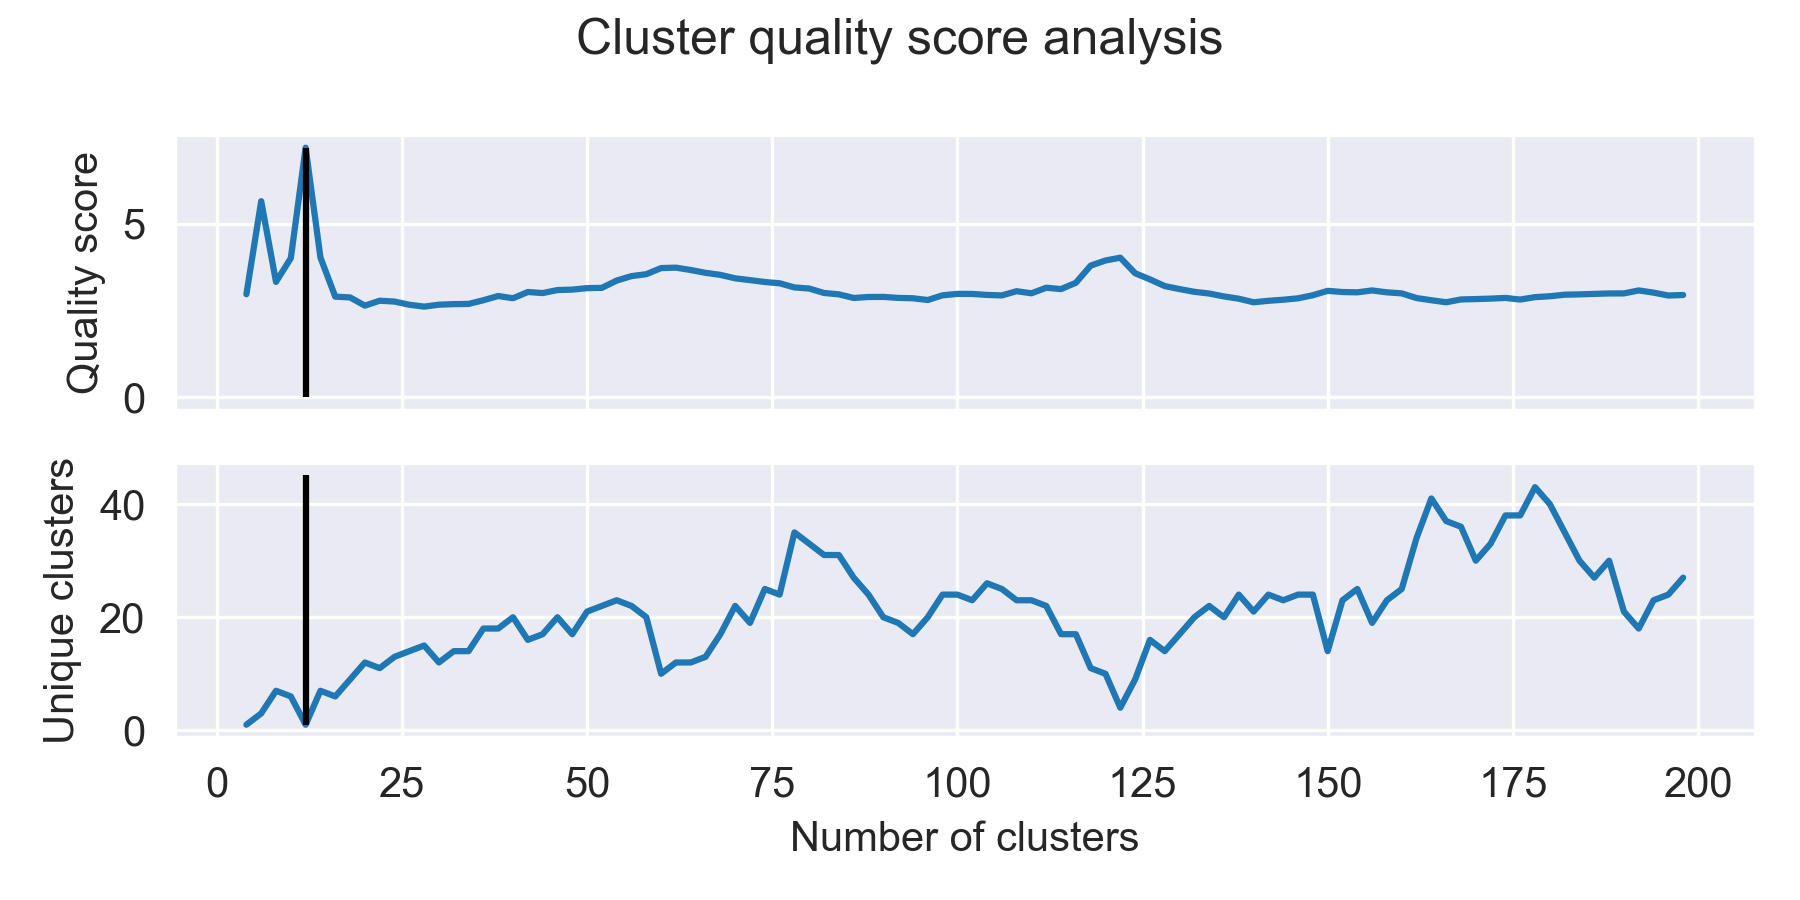 Cluster quality score analysis
Quality score
5
0
Unique clusters
40
20
0
0 25 50 75 100 125 150 175 200
Number of clusters